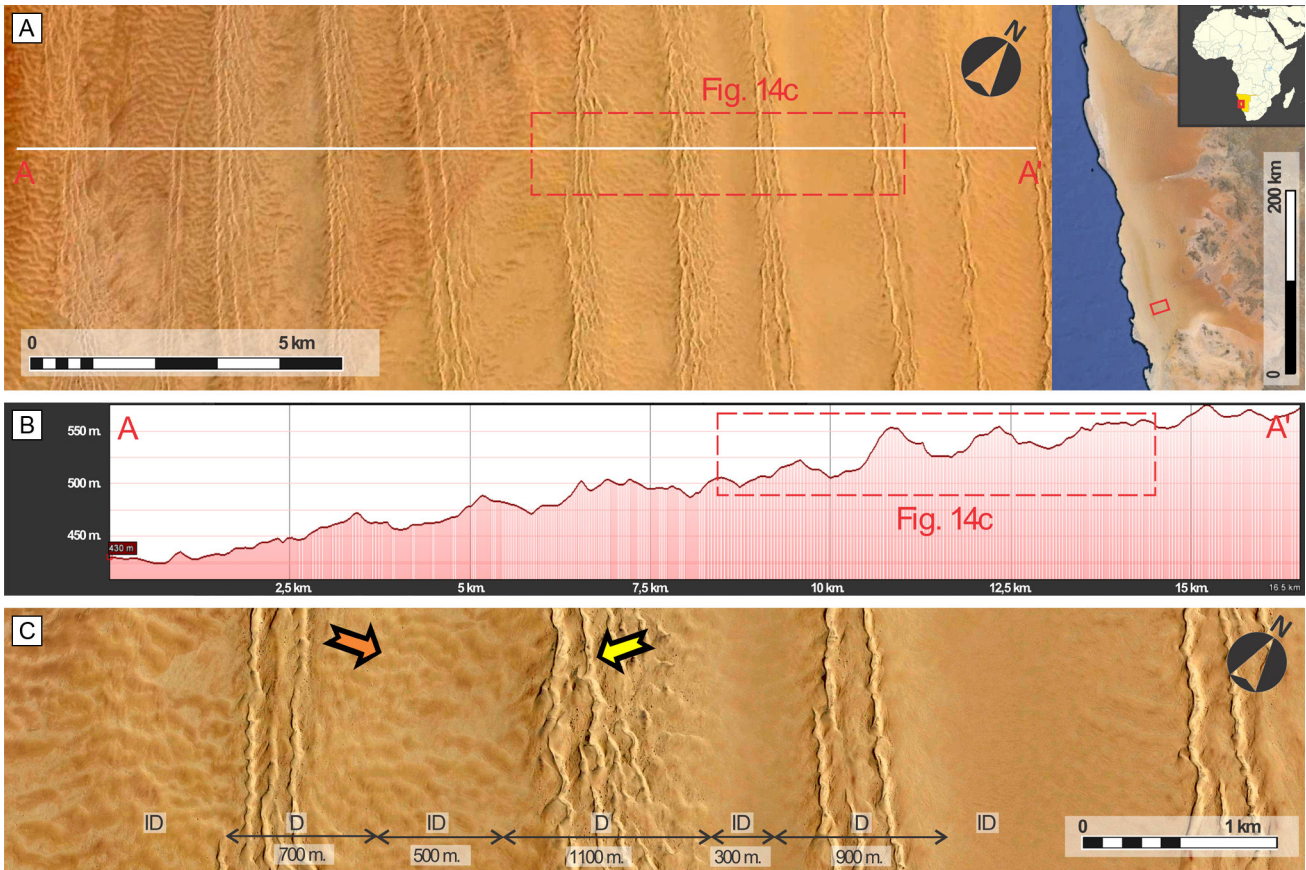 A
N
Fig. 14c
A
A'
0
5 km
200 km
0
B
A
A'
550 m.
500 m.
450 m.
430 m
Fig. 14c
2,5 km.
5 km.
7,5 km.
10 km.
12,5 km.
15 km.
16 5 km
C
N
ID
D
ID
D
ID
D
ID
700 m.
500 m.
1100 m.
300 m.
900 m.
0
1 km